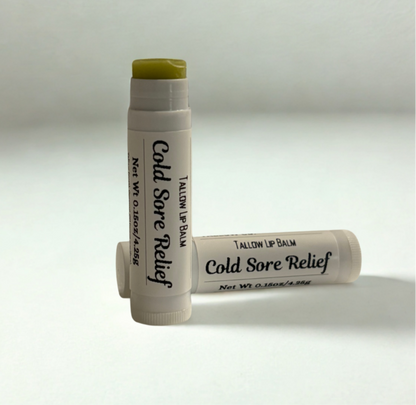 Tallow Lip Balm
Cold Sore Relief
Net Wt 0.15oz/4.25g
Tallow Lip Balm
Cold Sore Relief
Net Wt 0.15oz/4.25g